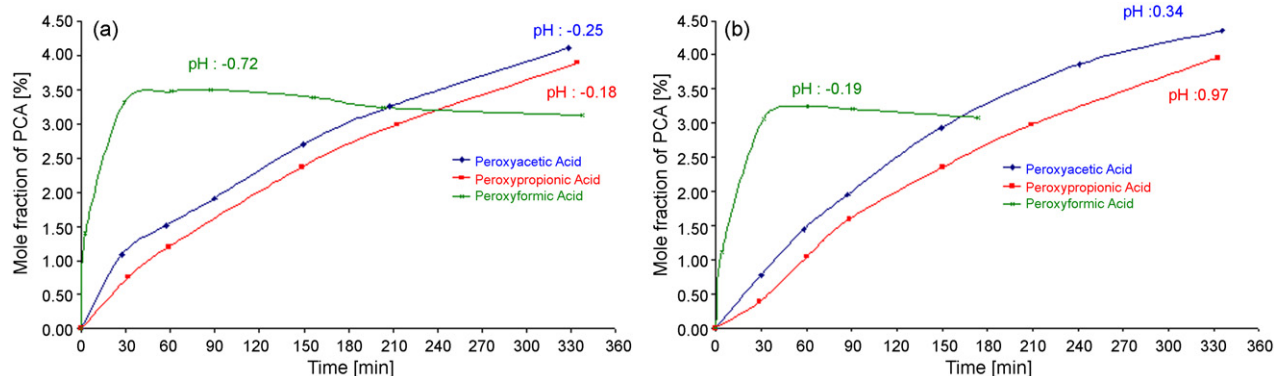 (a)
pH : -0.25
pH : -0.72
pH : -0.18
Mole fraction of PCA [%]
4.50
4.00
3.50
3.00
2.50
2.00
1.50
1.00
0.50
0.00
Peroxyacetic Acid
Peroxypropionic Acid
Peroxyformic Acid
0 30 60 90 120 150 180 210 240 270 300 330 360
Time [min]
(b)
pH :0.34
pH : -0.19
pH :0.97
Mole fraction of PCA [%]
4.50
4.00
3.50
3.00
2.50
2.00
1.50
1.00
0.50
0.00
Peroxyacetic Acid
Peroxypropionic Acid
Peroxyformic Acid
0 30 60 90 120 150 180 210 240 270 300 330 360
Time [min]